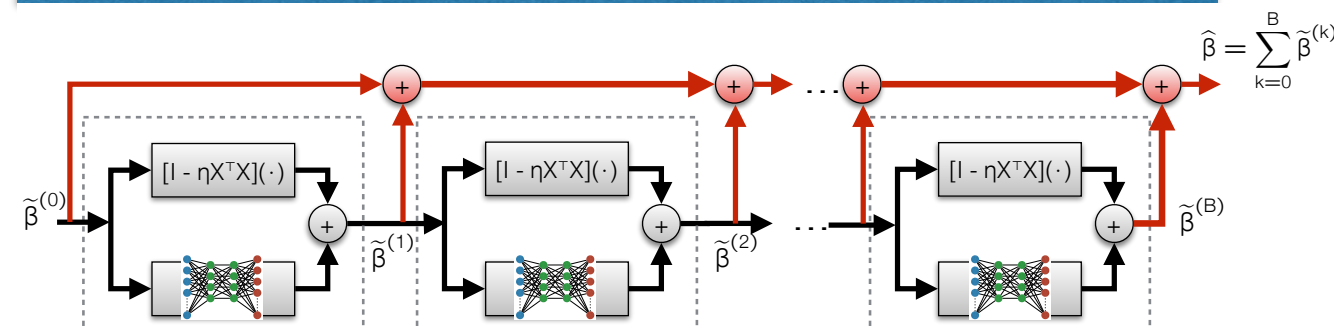 β̂ = ∑_{k=0}^{B} β̃^{(k)}
+ + ... + +
[I - ηXᵀX](·) [I - ηXᵀX](·) [I - ηXᵀX](·)
β̃^{(0)} + β̃^{(1)} + β̃^{(2)} ... + β̃^{(B)}